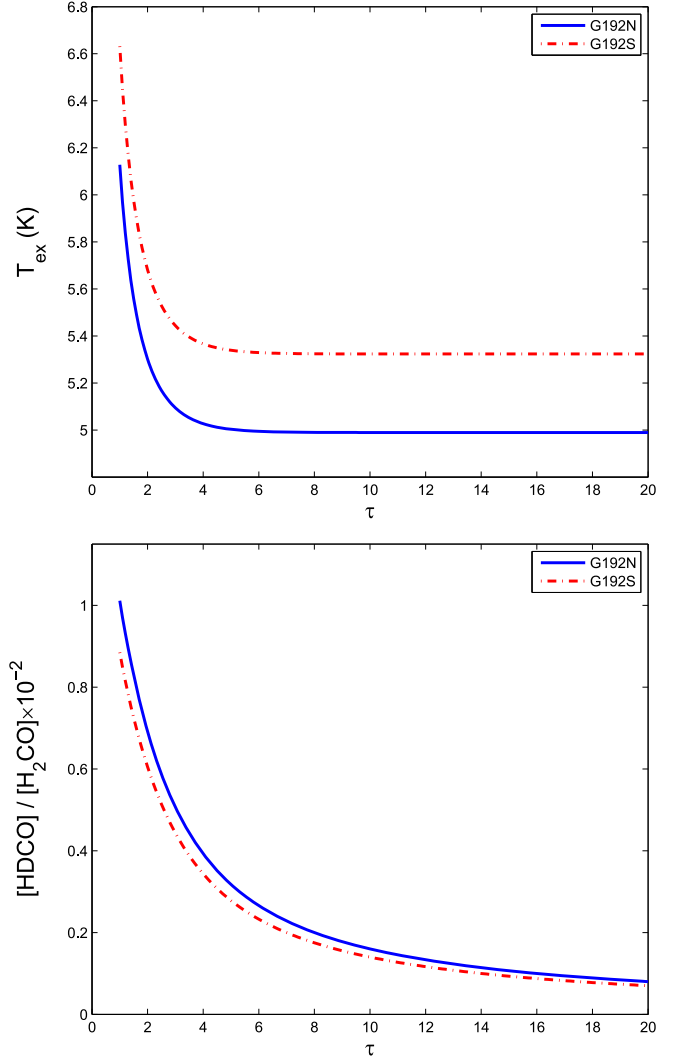 6.8
6.6
6.4
6.2
6
5.8
5.6
5.4
5.2
5
T_ex (K)
G192N
G192S
0 2 4 6 8 10 12 14 16 18 20
τ
1
0.8
0.6
0.4
0.2
0
[HDCO] / [H_2CO]×10^−2
G192N
G192S
0 2 4 6 8 10 12 14 16 18 20
τ